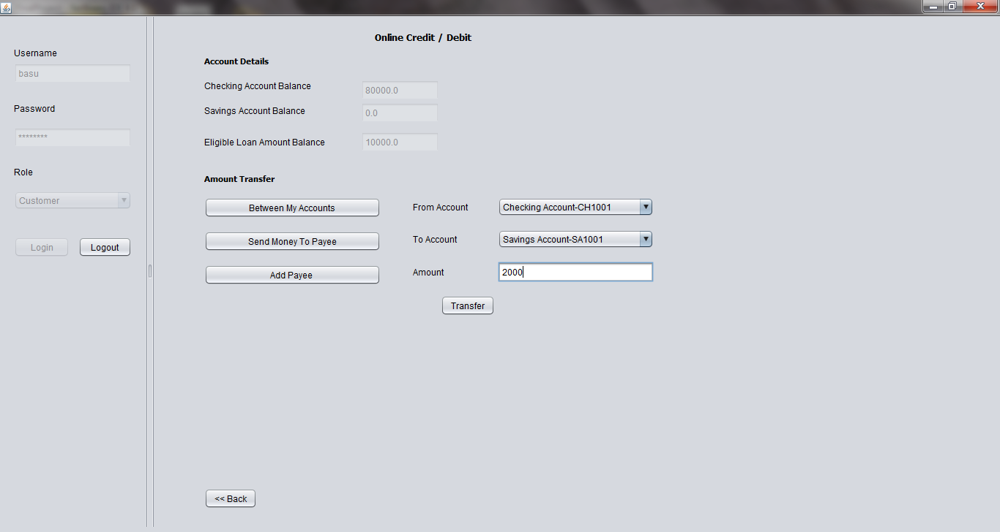 Online Credit / Debit
Username
basu
Password
********
Role
Customer
Login Logout
Account Details
Checking Account Balance 80000.0
Savings Account Balance 0.0
Eligible Loan Amount Balance 10000.0
Amount Transfer
Between My Accounts From Account Checking Account-CH1001
Send Money To Payee To Account Savings Account-SA1001
Add Payee Amount 2000
Transfer
<< Back